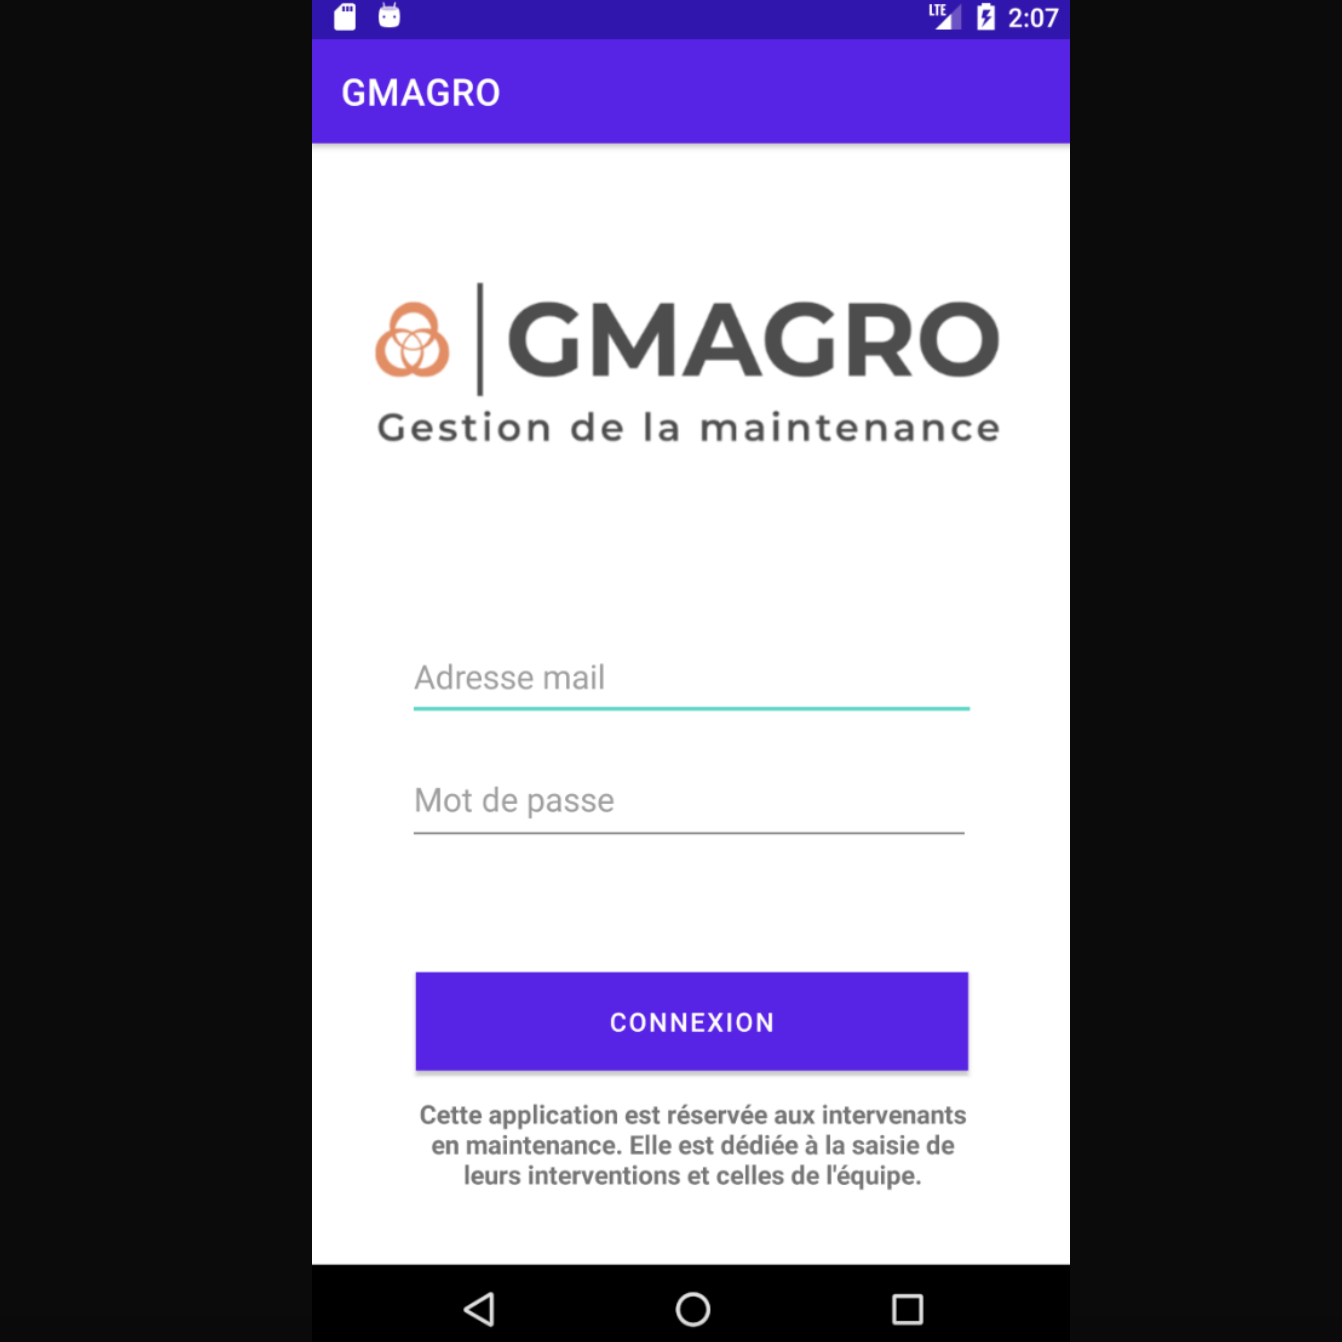 LTE 2:07
GMAGRO
GMAGRO
Gestion de la maintenance
Adresse mail
Mot de passe
CONNEXION
Cette application est réservée aux intervenants
en maintenance. Elle est dédiée à la saisie de
leurs interventions et celles de l'équipe.